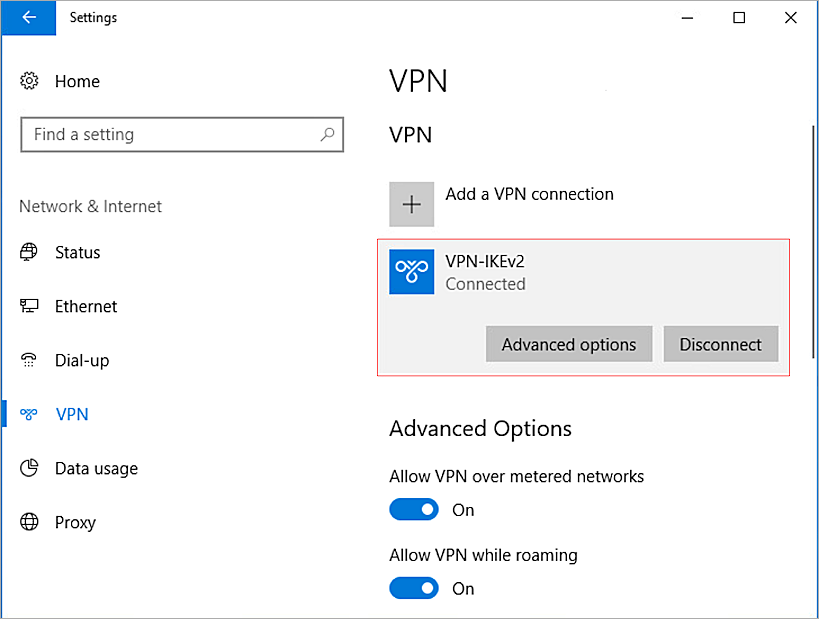 Settings
Home
Find a setting
Network & Internet
Status
Ethernet
Dial-up
VPN
Data usage
Proxy
VPN
VPN
Add a VPN connection
VPN-IKEv2
Connected
Advanced options
Disconnect
Advanced Options
Allow VPN over metered networks
On
Allow VPN while roaming
On